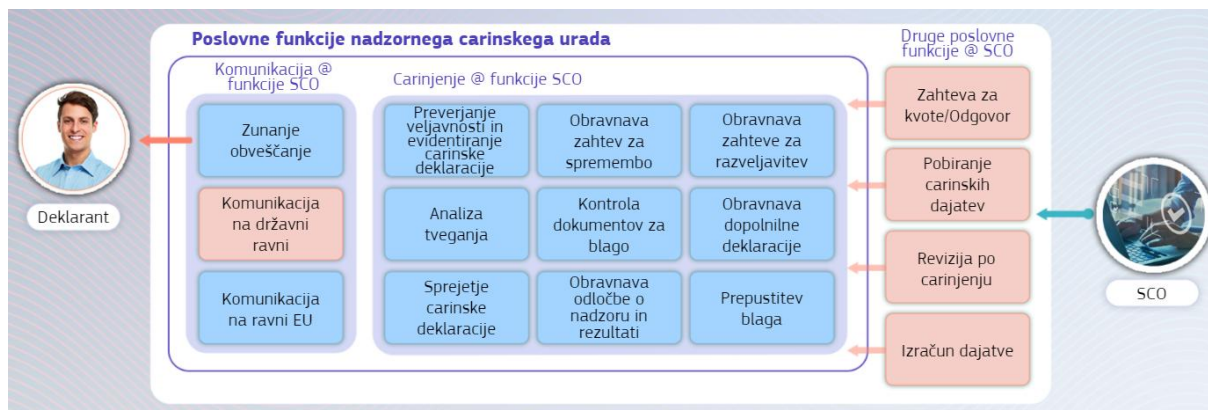 Poslovne funkcije nadzornega carinskega urada
Komunikacija @
funkcije SCO
Zunanje
obveščanje
Komunikacija
na državni
ravni
Komunikacija
na ravni EU
Carinjenje @ funkcije SCO
Preverjanje
veljavnosti in
evidentiranje
carinske
deklaracije
Obravnava
zahtev za
spremembo
Obravnava
zahteve za
razveljavitev
Analiza
tveganja
Kontrola
dokumentov za
blago
Obravnava
dopolnilne
deklaracije
Sprejetje
carinske
deklaracije
Obravnava
odločbe o
nadzoru in
rezultati
Prepustitev
blaga
Druge poslovne
funkcije @ SCO
Zahteva za
kvote/Odgovor
Pobiranje
carinskih
dajatev
Revizija po
carinjenju
Izračun dajatve
Deklarant
SCO